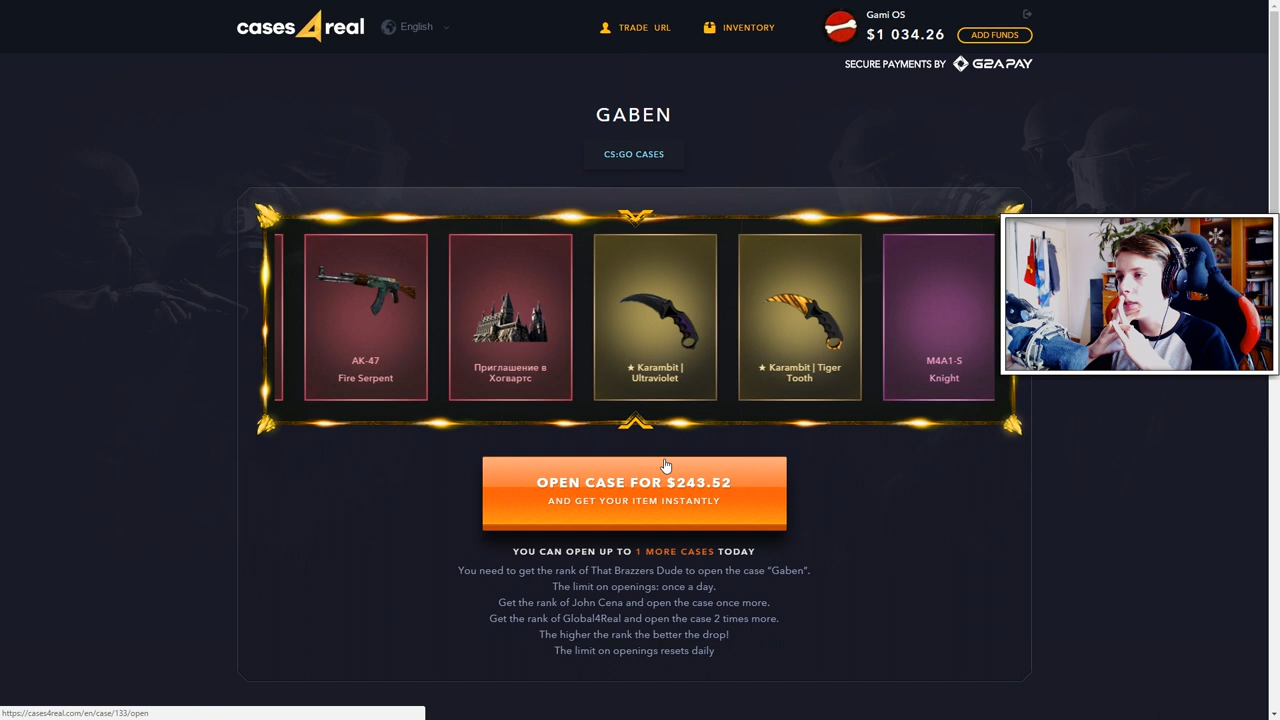 cases4real
English
TRADE URL
INVENTORY
Gami OS
$1 034.26
ADD FUNDS
SECURE PAYMENTS BY G2APAY
GABEN
CS:GO CASES
AK-47
Fire Serpent
Приглашение в
Хогвартс
★ Karambit |
Ultraviolet
★ Karambit | Tiger
Tooth
M4A1-S
Knight
OPEN CASE FOR $243.52
AND GET YOUR ITEM INSTANTLY
YOU CAN OPEN UP TO 1 MORE CASES TODAY
You need to get the rank of That Brazzers Dude to open the case “Gaben”.
The limit on openings: once a day.
Get the rank of John Cena and open the case once more.
Get the rank of Global4Real and open the case 2 times more.
The higher the rank the better the drop!
The limit on openings resets daily
https://cases4real.com/en/case/133/open